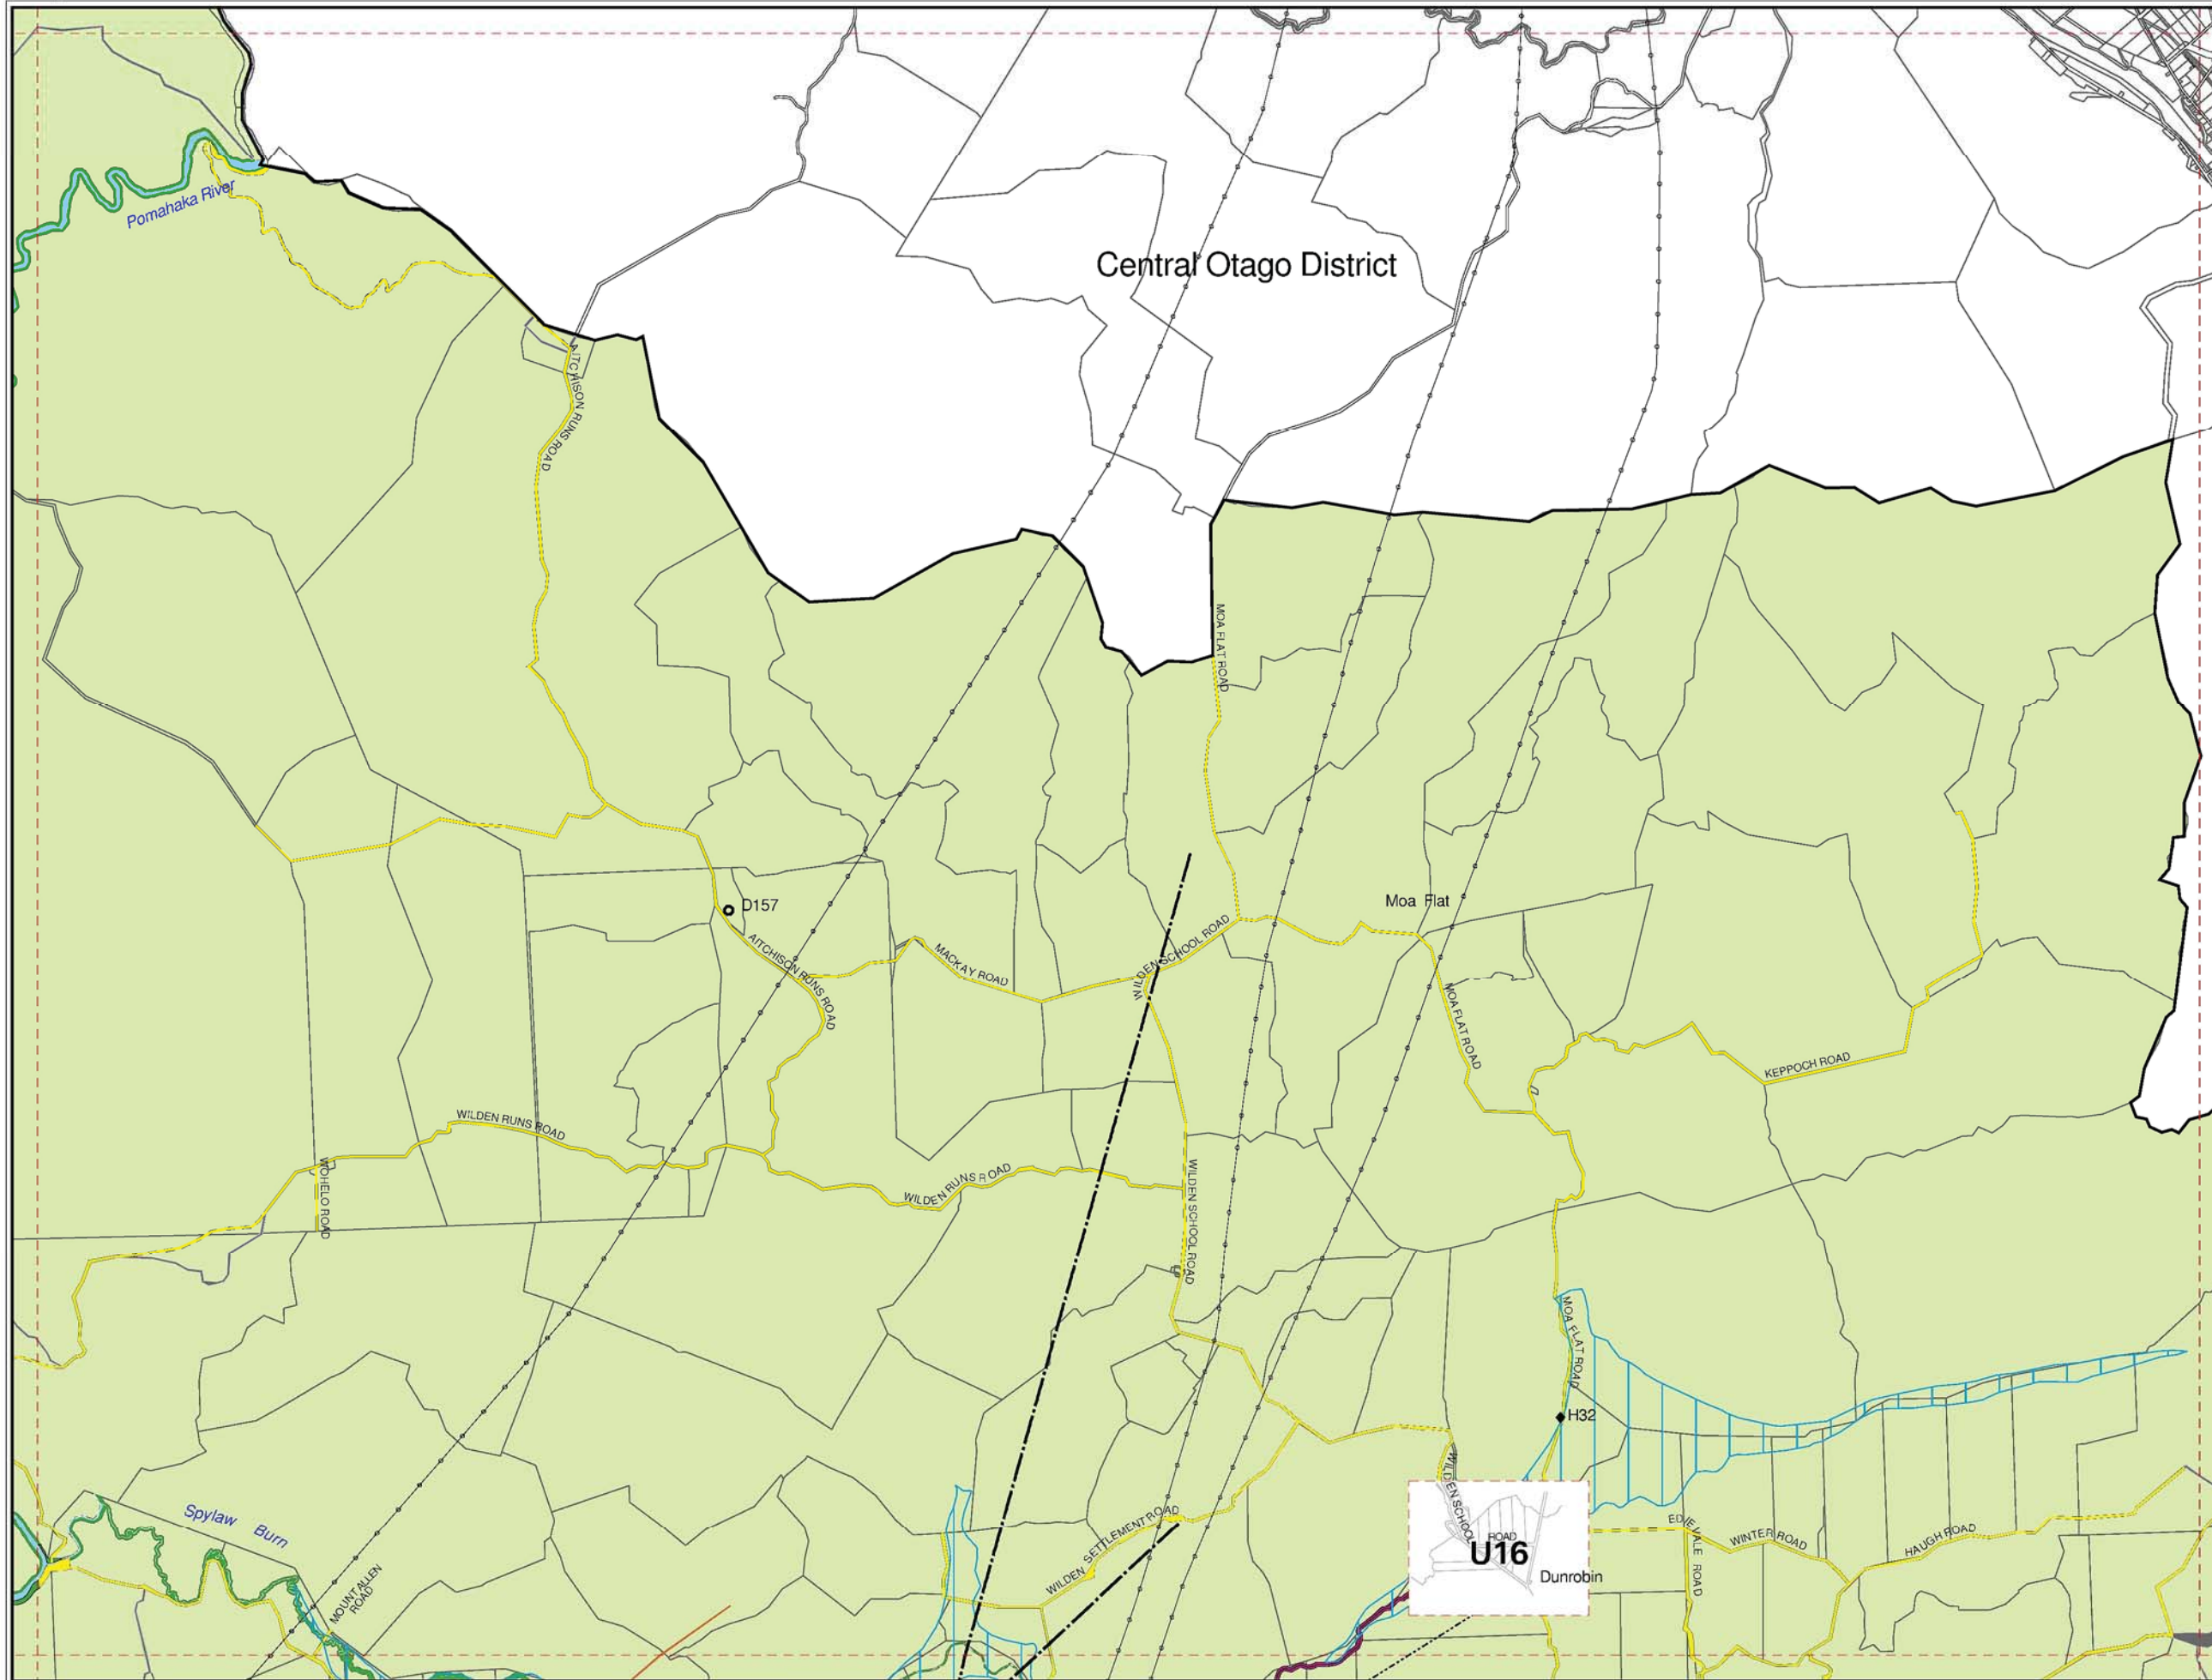 Pomahaka River
Central Otago District
AITCHISON RUNS ROAD
MOA FLAT ROAD
Moa Flat
D157
AITCHISON RUNS ROAD
MACKAY ROAD
WILDEN SCHOOL ROAD
MOA FLAT ROAD
KEPPOCH ROAD
WILDEN RUNS ROAD
WOHELO ROAD
WILDEN RUNS ROAD
WILDEN SCHOOL ROAD
MOA FLAT ROAD
H32
Spylaw Burn
MOUNT ALLEN
ROAD
WILDEN SETTLEMENT ROAD
WILDEN SCHOOL ROAD
U16
Dunrobin
EDIEVALE ROAD
WINTER ROAD
HAUGH ROAD